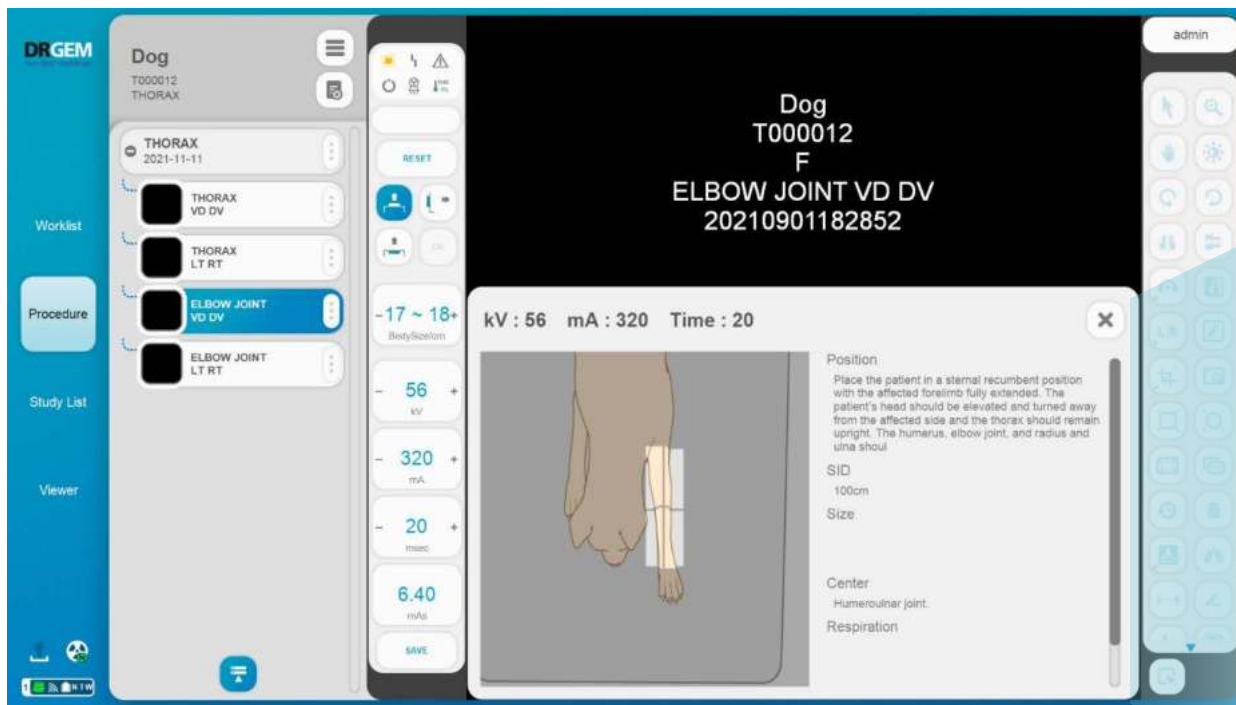 DRGEM
Dog
T000012
THORAX
THORAX
2021-11-11
THORAX
VD DV
THORAX
LT RT
ELBOW JOINT
VD DV
ELBOW JOINT
LT RT
Worklist
Procedure
Study List
Viewer
RESET
-17 ~ 18+
BodySize/cm
- 56 +
kV
- 320 +
mA
- 20 +
msec
6.40
mAs
SAVE
Dog
T000012
F
ELBOW JOINT VD DV
20210901182852
kV : 56 mA : 320 Time : 20
Position
Place the patient in a sternal recumbent position
with the affected forelimb fully extended. The
patient's head should be elevated and turned away
from the affected side and the thorax should remain
upright. The humerus, elbow joint, and radius and
ulna shoul
SID
100cm
Size
Center
Humeroulnar joint.
Respiration
admin